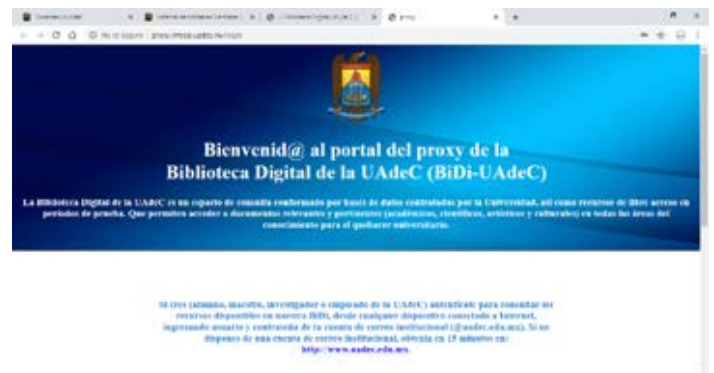 proxy
Bienvenid@ al portal del proxy de la
Biblioteca Digital de la UAdeC (BiDi-UAdeC)
La Biblioteca Digital de la UAdeC es un espacio de consulta conformado por bases de datos contratadas por la Universidad, así como recursos de libre acceso en
periodos de prueba. Que permiten acceder a documentos relevantes y pertinentes (académicos, científicos, artísticos y culturales) en todas las áreas del
conocimiento para el quehacer universitario.
Si eres (alumno, maestro, investigador o empleado de la UAdeC) autentifícate para consultar los
recursos disponibles en nuestra BiDi, desde cualquier dispositivo conectado a Internet,
ingresando usuario y contraseña de tu cuenta de correo institucional (@uadec.edu.mx). Si no
dispones de una cuenta de correo institucional, obtenla en 15 minutos en:
http://www.uadec.edu.mx.